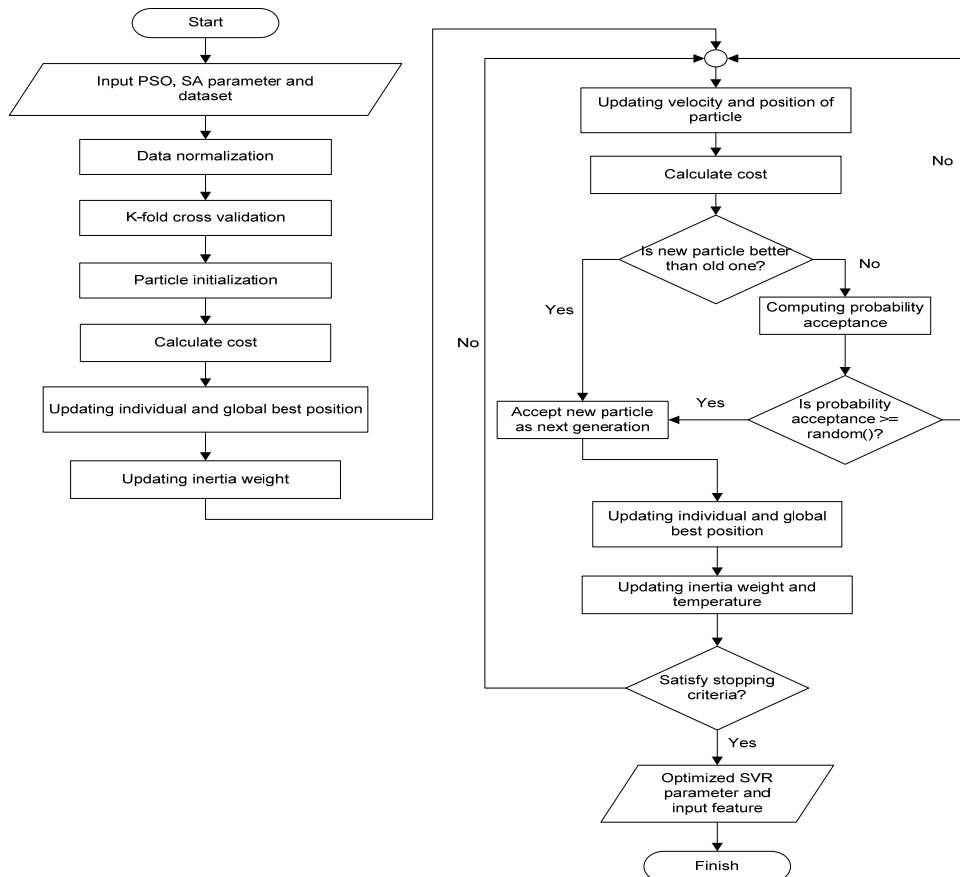 Start
Input PSO, SA parameter and
dataset
Data normalization
K-fold cross validation
Particle initialization
Calculate cost
Updating individual and global best position
Updating inertia weight
Updating velocity and position of
particle
Calculate cost
Is new particle better
than old one?
Yes
No
Computing probability
acceptance
Is probability
acceptance >=
random()?
Yes
No
Accept new particle
as next generation
Updating individual and global
best position
Updating inertia weight and
temperature
Satisfy stopping
criteria?
No
Yes
Optimized SVR
parameter and
input feature
Finish